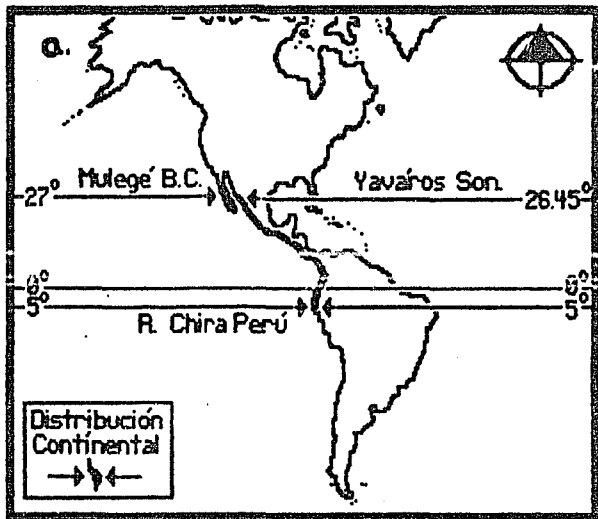 a.
Mulegé B.C. Yavaros Son.
27° 26.45°
0° 0°
5° 5°
R. Chira Perú
Distribución
Continental